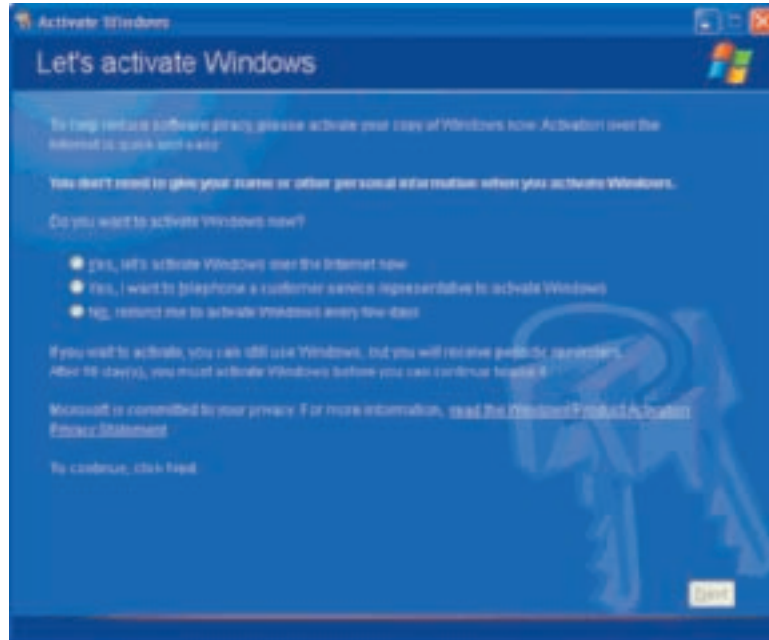 Activate Windows
Let's activate Windows
To help reduce software piracy, please activate your copy of Windows now. Activation over the
Internet is quick and easy.
You don't need to give your name or other personal information when you activate Windows.
Do you want to activate Windows now?
Yes, let's activate Windows over the Internet now
Yes, I want to telephone a customer service representative to activate Windows
No, remind me to activate Windows every few days
If you wait to activate, you can still use Windows, but you will receive periodic reminders.
After day(s), you must activate Windows before you can continue to use it.
Microsoft is committed to your privacy. For more information, read the Windows Product Activation
Privacy Statement
To continue, click Next.
Next